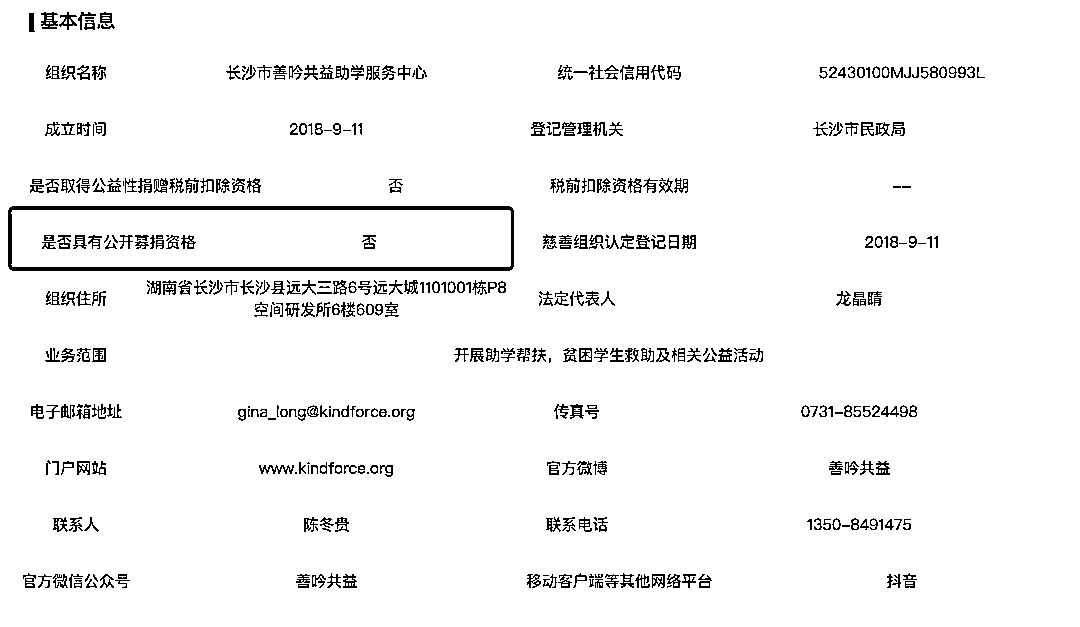 基本信息
组织名称 长沙市善吟共益助学服务中心 统一社会信用代码 52430100MJJ580993L
成立时间 2018-9-11 登记管理机关 长沙市民政局
是否取得公益性捐赠税前扣除资格 否 税前扣除资格有效期 --
是否具有公开募捐资格 否 慈善组织认定登记日期 2018-9-11
组织住所 湖南省长沙市长沙县远大三路6号远大城1101001栋P8
空间研发所6楼609室 法定代表人 龙晶睛
业务范围 开展助学帮扶，贫困学生救助及相关公益活动
电子邮箱地址 gina_long@kindforce.org 传真号 0731-85524498
门户网站 www.kindforce.org 官方微博 善吟共益
联系人 陈冬贵 联系电话 1350-8491475
官方微信公众号 善吟共益 移动客户端等其他网络平台 抖音